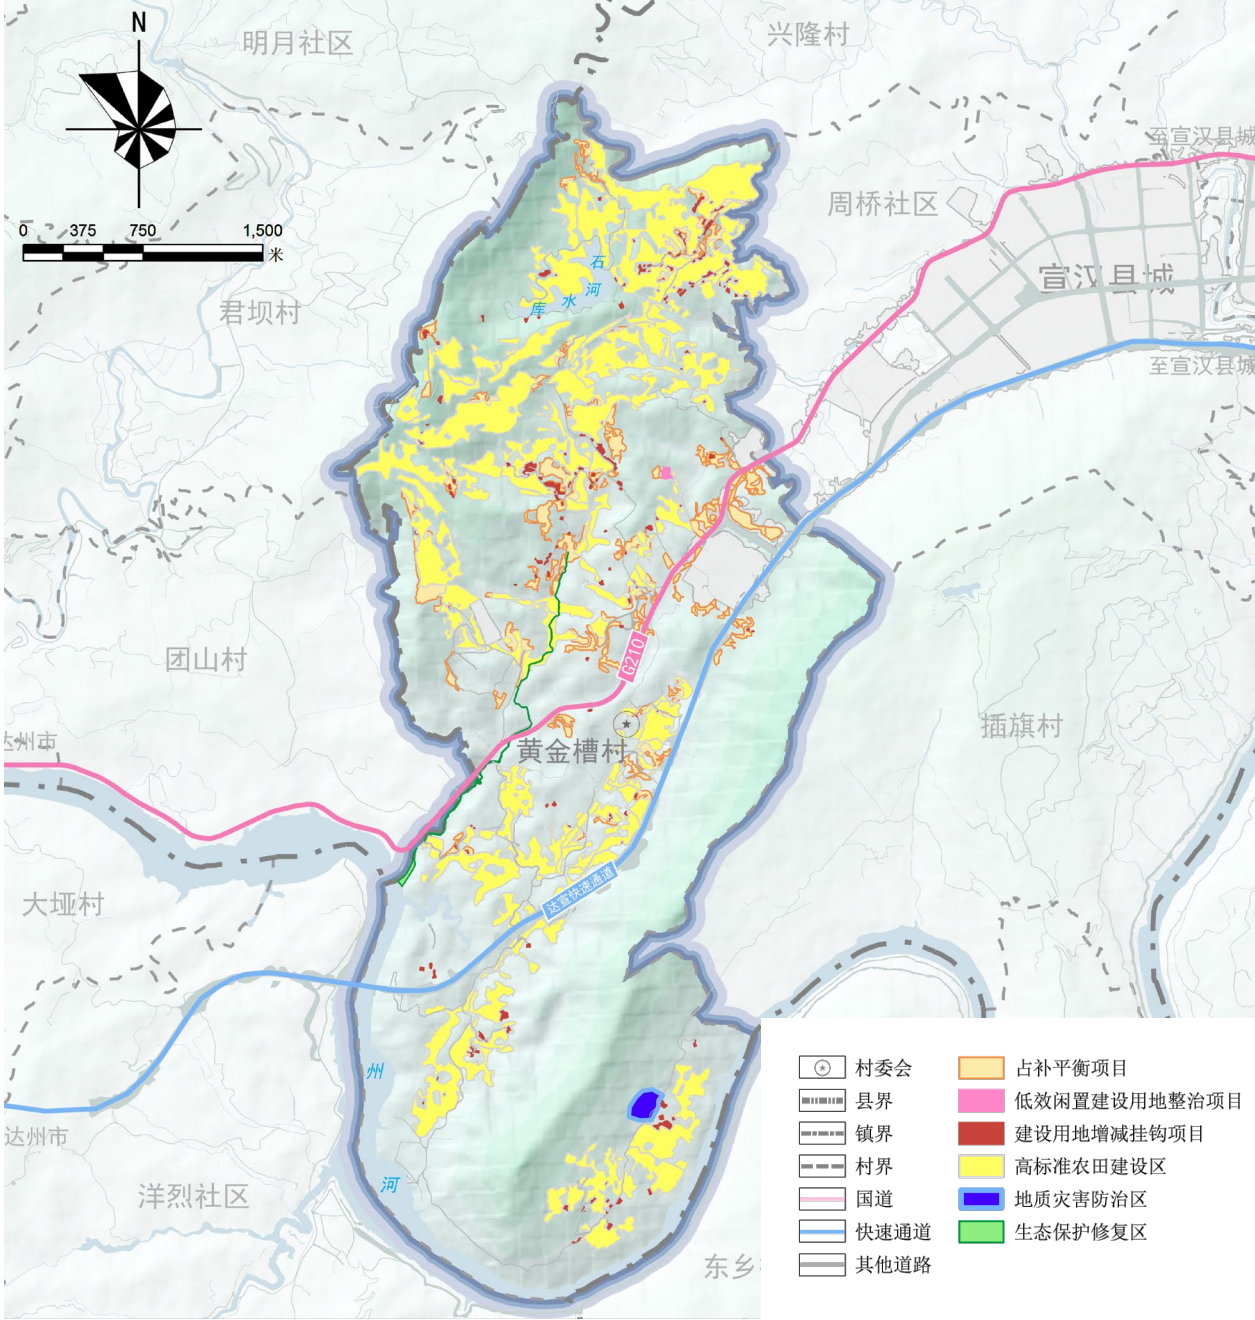 N
明月社区
兴隆村
至宣汉县城
周桥社区
0 375 750 1,500
米
宣汉县城
石
河
水
库
君坝村
至宣汉县城
G210
团山村
插旗村
达州市
黄金槽村
达宣快速通道
大垭村
州
河
达州市
洋烈社区
东乡
村委会
县界
镇界
村界
国道
快速通道
其他道路
占补平衡项目
低效闲置建设用地整治项目
建设用地增减挂钩项目
高标准农田建设区
地质灾害防治区
生态保护修复区